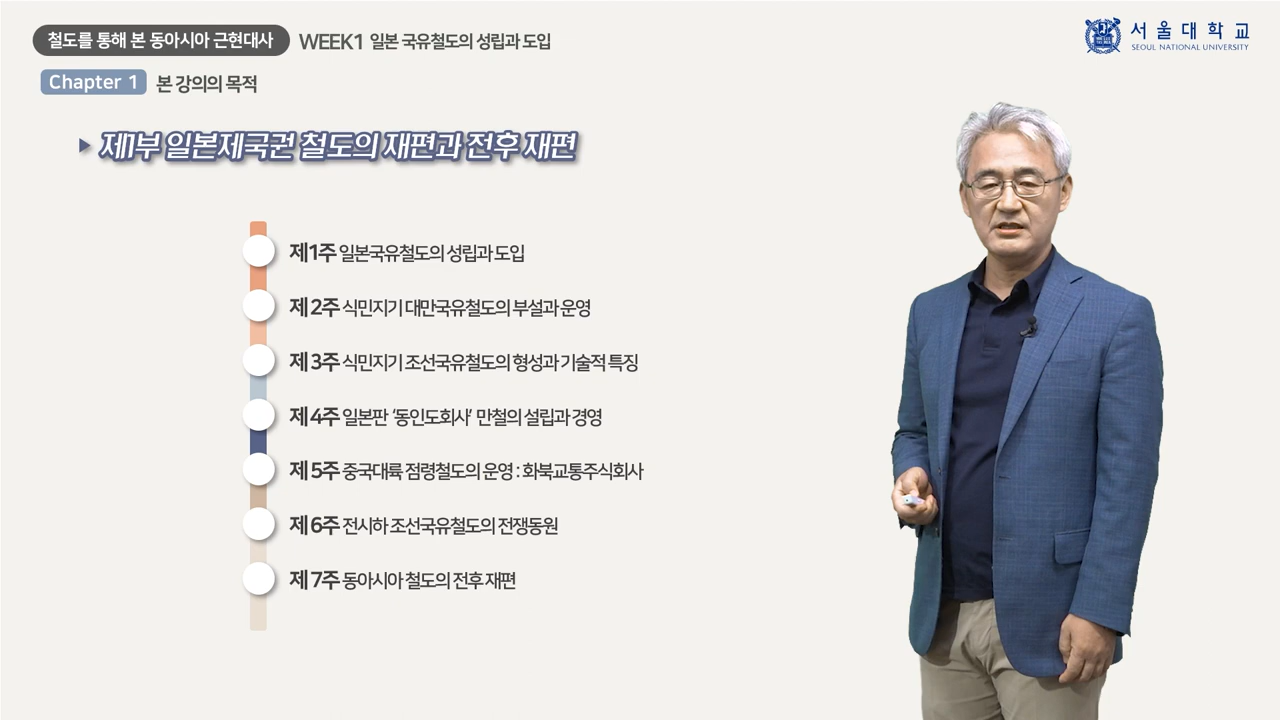 철도를 통해 본 동아시아 근현대사 WEEK1 일본 국유철도의 성립과 도입
서울대학교
SEOUL NATIONAL UNIVERSITY
Chapter 1 본 강의의 목적
제1부 일본제국권 철도의 재편과 전후 재편
제1주 일본국유철도의 성립과 도입
제2주 식민지기 대만국유철도의 부설과 운영
제3주 식민지기 조선국유철도의 형성과 기술적 특징
제4주 일본판 '동인도회사' 만철의 설립과 경영
제5주 중국대륙 점령철도의 운영 : 화북교통주식회사
제6주 전시하 조선국유철도의 전쟁동원
제7주 동아시아 철도의 전후 재편